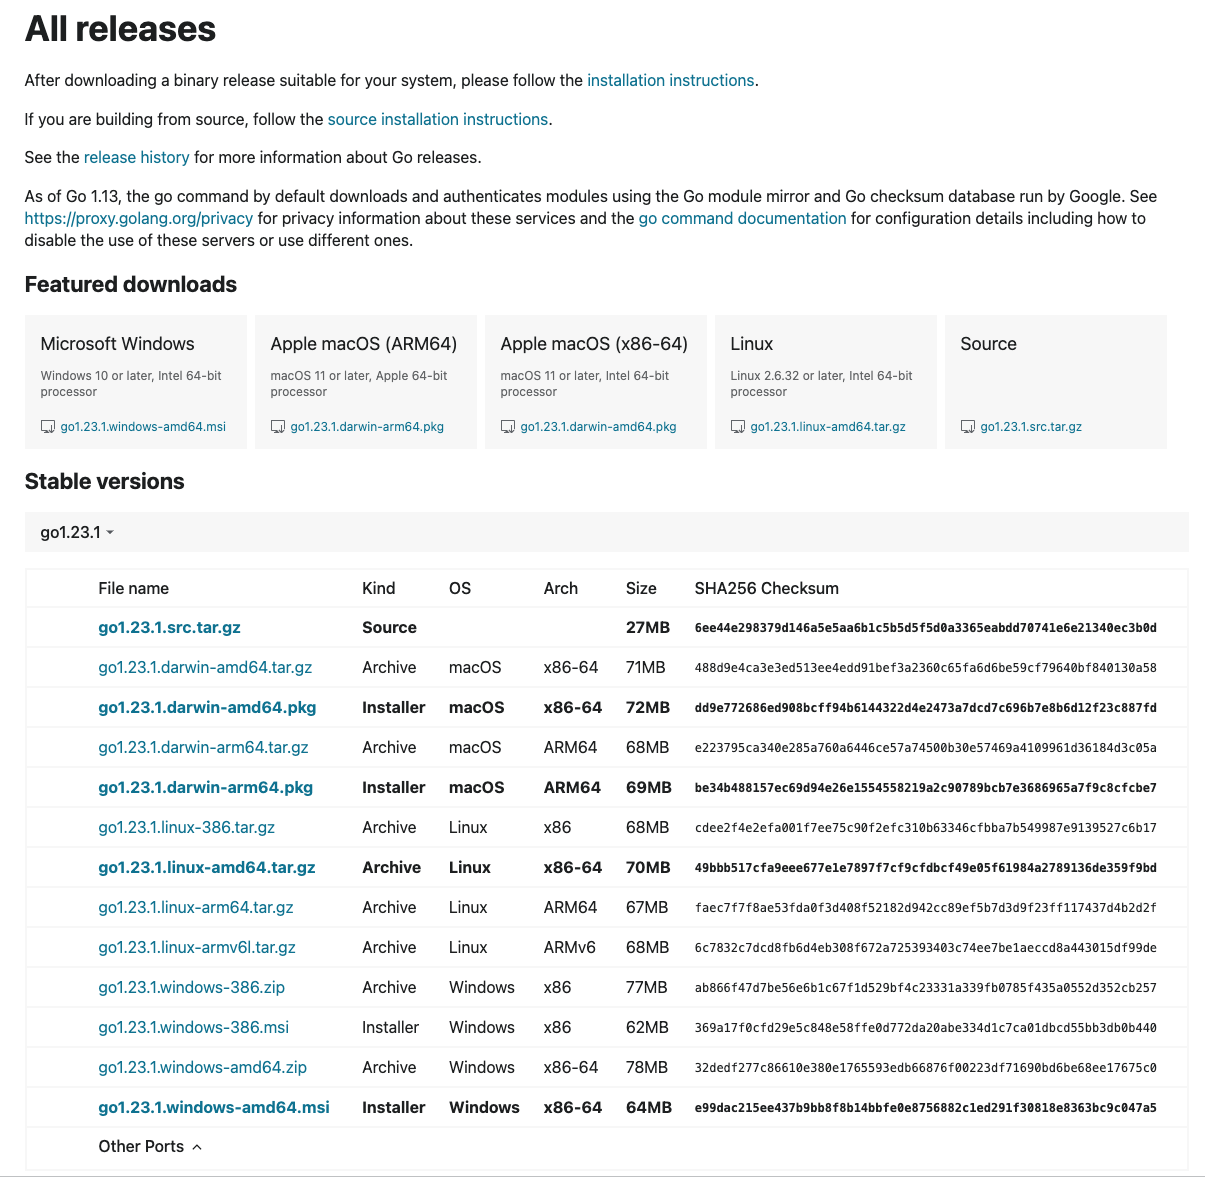 All releases
After downloading a binary release suitable for your system, please follow the installation instructions.
If you are building from source, follow the source installation instructions.
See the release history for more information about Go releases.
As of Go 1.13, the go command by default downloads and authenticates modules using the Go module mirror and Go checksum database run by Google. See
https://proxy.golang.org/privacy for privacy information about these services and the go command documentation for configuration details including how to
disable the use of these servers or use different ones.
Featured downloads
Microsoft Windows
Windows 10 or later, Intel 64-bit
processor
go1.23.1.windows-amd64.msi
Apple macOS (ARM64)
macOS 11 or later, Apple 64-bit
processor
go1.23.1.darwin-arm64.pkg
Apple macOS (x86-64)
macOS 11 or later, Intel 64-bit
processor
go1.23.1.darwin-amd64.pkg
Linux
Linux 2.6.32 or later, Intel 64-bit
processor
go1.23.1.linux-amd64.tar.gz
Source
go1.23.1.src.tar.gz
Stable versions
go1.23.1
File name Kind OS Arch Size SHA256 Checksum
go1.23.1.src.tar.gz Source 27MB 6ee44e298379d146a5e5aa6b1c5b5d5f5d0a3365eabdd70741e6e21340ec3b0d
go1.23.1.darwin-amd64.tar.gz Archive macOS x86-64 71MB 488d9e4ca3e3ed513ee4edd91bef3a2360c65fa6d6be59cf79640bf840130a58
go1.23.1.darwin-amd64.pkg Installer macOS x86-64 72MB dd9e772686ed908bcff94b6144322d4e2473a7dcd7c696b7e8b6d12f23c887fd
go1.23.1.darwin-arm64.tar.gz Archive macOS ARM64 68MB e223795ca340e285a760a6446ce57a74500b30e57469a4109961d36184d3c05a
go1.23.1.darwin-arm64.pkg Installer macOS ARM64 69MB be34b488157ec69d94e26e1554558219a2c90789bcb7e3686965a7f9c8cfcbe7
go1.23.1.linux-386.tar.gz Archive Linux x86 68MB cdee2f4e2efa001f7ee75c90f2efc310b63346cfbba7b549987e9139527c6b17
go1.23.1.linux-amd64.tar.gz Archive Linux x86-64 70MB 49bbb517cfa9eee677e1e7897f7cf9cfdbcf49e05f61984a2789136de359f9bd
go1.23.1.linux-arm64.tar.gz Archive Linux ARM64 67MB faec7f7f8ae53fda0f3d408f52182d942cc89ef5b7d3d9f23ff117437d4b2d2f
go1.23.1.linux-armv6l.tar.gz Archive Linux ARMv6 68MB 6c7832c7dcd8fb6d4eb308f672a725393403c74ee7be1aeccd8a443015df99de
go1.23.1.windows-386.zip Archive Windows x86 77MB ab866f47d7be56e6b1c67f1d529bf4c23331a339fb0785f435a0552d352cb257
go1.23.1.windows-386.msi Installer Windows x86 62MB 369a17f0cfd29e5c848e58ffe0d772da20abe334d1c7ca01dbcd55bb3db0b440
go1.23.1.windows-amd64.zip Archive Windows x86-64 78MB 32dedf277c86610e380e1765593edb66876f00223df71690bd6be68ee17675c0
go1.23.1.windows-amd64.msi Installer Windows x86-64 64MB e99dac215ee437b9bb8f8b14bbfe0e8756882c1ed291f30818e8363bc9c047a5
Other Ports